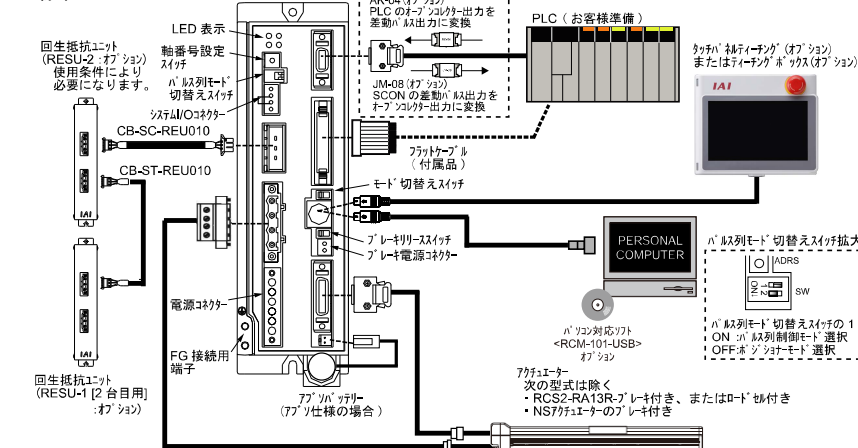 AK-04(オプション)
PLC のオープンコレクター出力を
差動パルス出力に変換
JM-08(オプション)
SCON の差動パルス出力を
オープンコレクター出力に変換
PLC(お客様準備)
タッチパネルティーチング(オプション)
またはティーチングボックス(オプション)
IAI
LED 表示
軸番号設定
スイッチ
パルス列モード
切替えスイッチ
システムI/Oコネクター
回生抵抗ユニット
(RESU-2 :オプション)
使用条件により
必要になります。
CB-SC-REU010
CB-ST-REU010
IAI
IAI
フラットケーブル
(付属品)
モード切替えスイッチ
ブレーキリリーススイッチ
ブレーキ電源コネクター
電源コネクター
FG 接続用
端子
回生抵抗ユニット
(RESU-1 [2 台目用]
:オプション)
アブソバッテリー
(アブソ仕様の場合)
PERSONAL
COMPUTER
パソコン対応ソフト
<RCM-101-USB>
オプション
パルス列モード切替えスイッチ拡大
ADRS
ON↓
1
2
SW
パルス列モード切替えスイッチの 1
ON :パルス列制御モード選択
OFF:ポジショナーモード選択
アクチュエーター
次の型式は除く
・RCS2-RA13R-ブレーキ付き、またはロードセル付き
・NSアクチュエーターのブレーキ付き